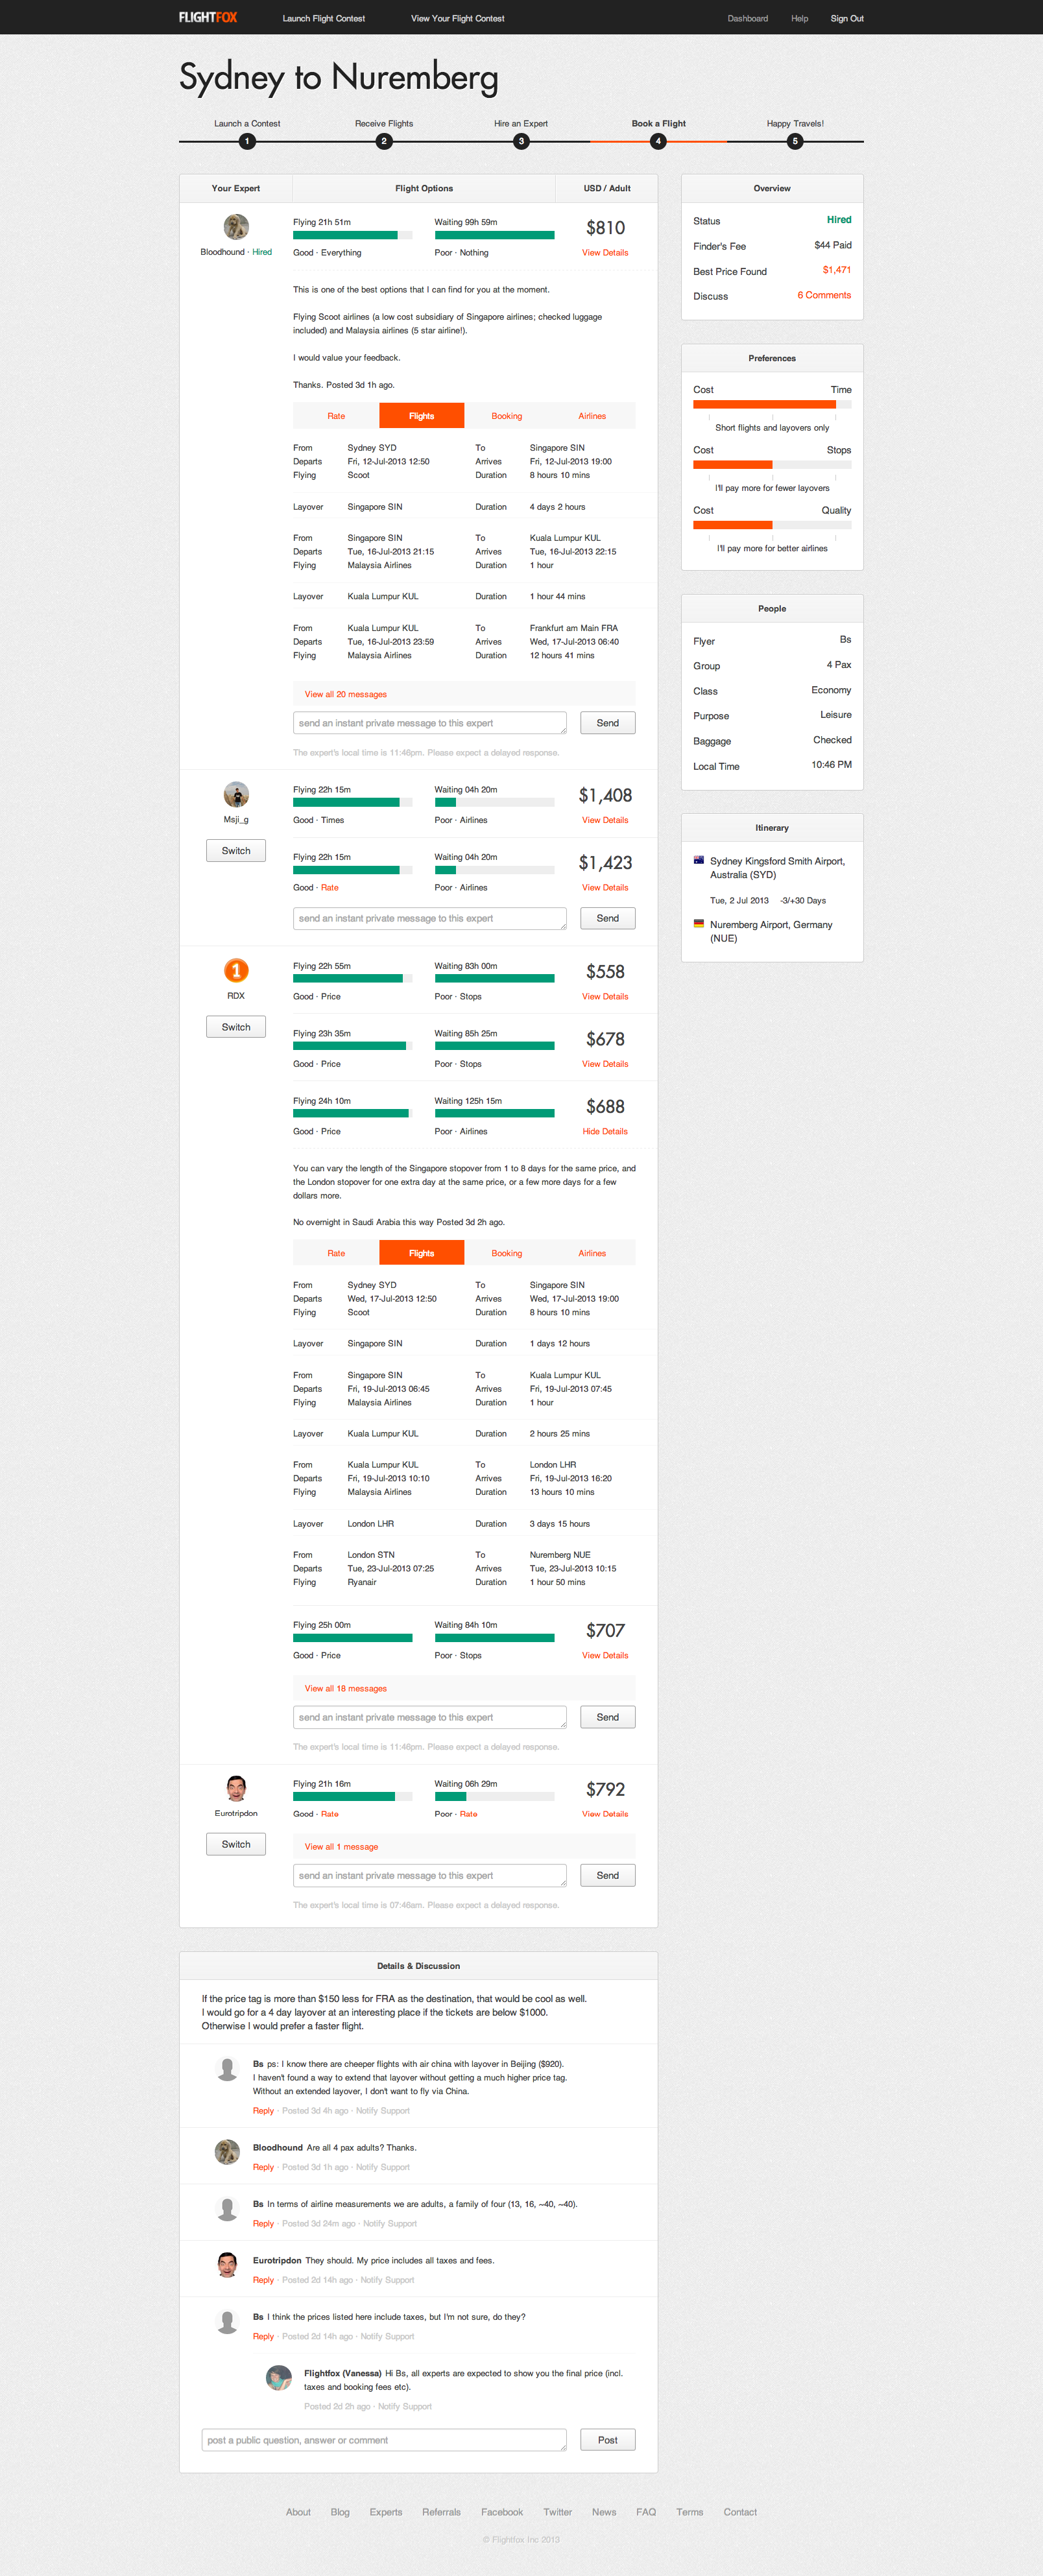 FLIGHTFOX Launch Flight Contest View Your Flight Contest Dashboard Help Sign Out
Sydney to Nuremberg
Launch a Contest Receive Flights Hire an Expert Book a Flight Happy Travels!
1 2 3 4 5
Your Expert Flight Options USD / Adult
Bloodhound · Hired
Flying 21h 51m Waiting 99h 59m $810
Good · Everything Poor · Nothing View Details
This is one of the best options that I can find for you at the moment.
Flying Scoot airlines (a low cost subsidiary of Singapore airlines; checked luggage
included) and Malaysia airlines (5 star airline!).
I would value your feedback.
Thanks. Posted 3d 1h ago.
Rate Flights Booking Airlines
From Sydney SYD To Singapore SIN
Departs Fri, 12-Jul-2013 12:50 Arrives Fri, 12-Jul-2013 19:00
Flying Scoot Duration 8 hours 10 mins
Layover Singapore SIN Duration 4 days 2 hours
From Singapore SIN To Kuala Lumpur KUL
Departs Tue, 16-Jul-2013 21:15 Arrives Tue, 16-Jul-2013 22:15
Flying Malaysia Airlines Duration 1 hour
Layover Kuala Lumpur KUL Duration 1 hour 44 mins
From Kuala Lumpur KUL To Frankfurt am Main FRA
Departs Tue, 16-Jul-2013 23:59 Arrives Wed, 17-Jul-2013 06:40
Flying Malaysia Airlines Duration 12 hours 41 mins
View all 20 messages
send an instant private message to this expert Send
The expert's local time is 11:46pm. Please expect a delayed response.
Msji_g
Switch
Flying 22h 15m Waiting 04h 20m $1,408
Good · Times Poor · Airlines View Details
Flying 22h 15m Waiting 04h 20m $1,423
Good · Rate Poor · Airlines View Details
send an instant private message to this expert Send
1
RDX
Switch
Flying 22h 55m Waiting 83h 00m $558
Good · Price Poor · Stops View Details
Flying 23h 35m Waiting 85h 25m $678
Good · Price Poor · Stops View Details
Flying 24h 10m Waiting 125h 15m $688
Good · Price Poor · Airlines Hide Details
You can vary the length of the Singapore stopover from 1 to 8 days for the same price, and
the London stopover for one extra day at the same price, or a few more days for a few
dollars more.
No overnight in Saudi Arabia this way Posted 3d 2h ago.
Rate Flights Booking Airlines
From Sydney SYD To Singapore SIN
Departs Wed, 17-Jul-2013 12:50 Arrives Wed, 17-Jul-2013 19:00
Flying Scoot Duration 8 hours 10 mins
Layover Singapore SIN Duration 1 days 12 hours
From Singapore SIN To Kuala Lumpur KUL
Departs Fri, 19-Jul-2013 06:45 Arrives Fri, 19-Jul-2013 07:45
Flying Malaysia Airlines Duration 1 hour
Layover Kuala Lumpur KUL Duration 2 hours 25 mins
From Kuala Lumpur KUL To London LHR
Departs Fri, 19-Jul-2013 10:10 Arrives Fri, 19-Jul-2013 16:20
Flying Malaysia Airlines Duration 13 hours 10 mins
Layover London LHR Duration 3 days 15 hours
From London STN To Nuremberg NUE
Departs Tue, 23-Jul-2013 07:25 Arrives Tue, 23-Jul-2013 10:15
Flying Ryanair Duration 1 hour 50 mins
Flying 25h 00m Waiting 84h 10m $707
Good · Price Poor · Stops View Details
View all 18 messages
send an instant private message to this expert Send
The expert's local time is 11:46pm. Please expect a delayed response.
Eurotripdon
Switch
Flying 21h 16m Waiting 06h 29m $792
Good · Rate Poor · Rate View Details
View all 1 message
send an instant private message to this expert Send
The expert's local time is 07:46am. Please expect a delayed response.
Overview
Status Hired
Finder's Fee $44 Paid
Best Price Found $1,471
Discuss 6 Comments
Preferences
Cost Time
Short flights and layovers only
Cost Stops
I'll pay more for fewer layovers
Cost Quality
I'll pay more for better airlines
People
Flyer Bs
Group 4 Pax
Class Economy
Purpose Leisure
Baggage Checked
Local Time 10:46 PM
Itinerary
Sydney Kingsford Smith Airport,
Australia (SYD)
Tue, 2 Jul 2013 -3/+30 Days
Nuremberg Airport, Germany
(NUE)
Details & Discussion
If the price tag is more than $150 less for FRA as the destination, that would be cool as well.
I would go for a 4 day layover at an interesting place if the tickets are below $1000.
Otherwise I would prefer a faster flight.
Bs ps: I know there are cheeper flights with air china with layover in Beijing ($920).
I haven't found a way to extend that layover without getting a much higher price tag.
Without an extended layover, I don't want to fly via China.
Reply · Posted 3d 4h ago · Notify Support
Bloodhound Are all 4 pax adults? Thanks.
Reply · Posted 3d 1h ago · Notify Support
Bs In terms of airline measurements we are adults, a family of four (13, 16, ~40, ~40).
Reply · Posted 3d 24m ago · Notify Support
Eurotripdon They should. My price includes all taxes and fees.
Reply · Posted 2d 14h ago · Notify Support
Bs I think the prices listed here include taxes, but I'm not sure, do they?
Reply · Posted 2d 14h ago · Notify Support
Flightfox (Vanessa) Hi Bs, all experts are expected to show you the final price (incl.
taxes and booking fees etc).
Posted 2d 2h ago · Notify Support
post a public question, answer or comment Post
About Blog Experts Referrals Facebook Twitter News FAQ Terms Contact
© Flightfox Inc 2013